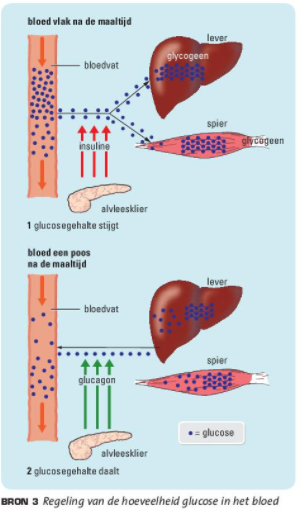 bloed vlak na de maaltijd
lever
bloedvat
glycogeen
spier
insuline
glycogeen
alvleesklier
1 glucosegehalte stijgt
bloed een poos
na de maaltijd
lever
bloedvat
spier
glucagon
= glucose
alvleesklier
2 glucosegehalte daalt
BRON 3 Regeling van de hoeveelheid glucose in het bloed